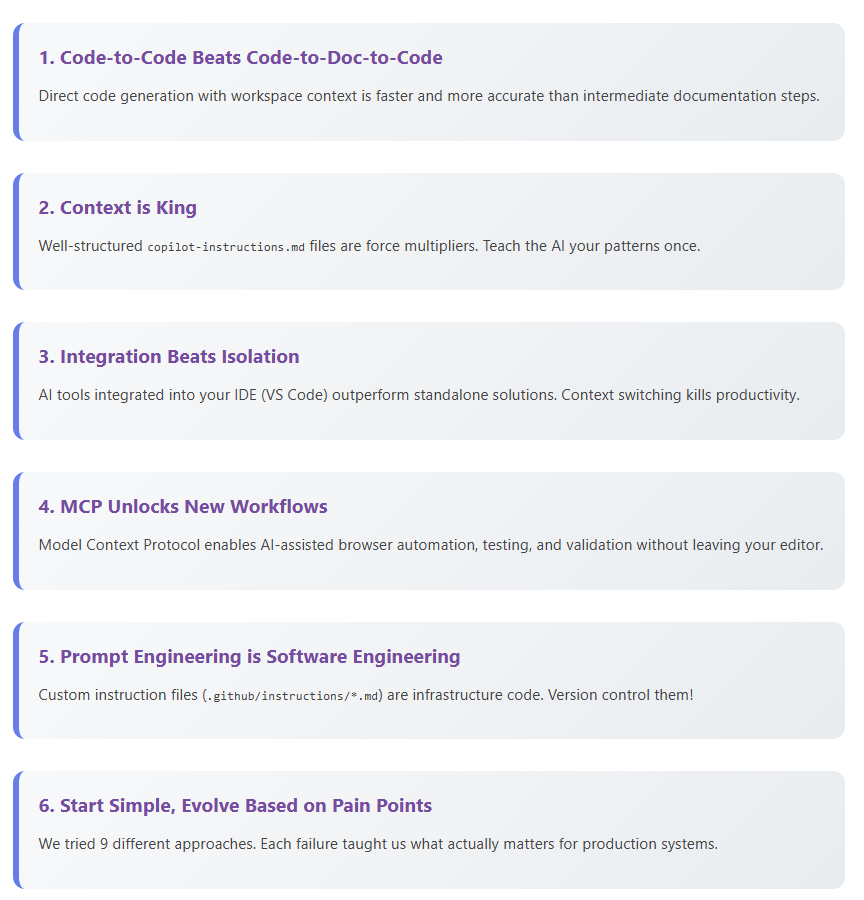 1. Code-to-Code Beats Code-to-Doc-to-Code
Direct code generation with workspace context is faster and more accurate than intermediate documentation steps.
2. Context is King
Well-structured copilot-instructions.md files are force multipliers. Teach the AI your patterns once.
3. Integration Beats Isolation
AI tools integrated into your IDE (VS Code) outperform standalone solutions. Context switching kills productivity.
4. MCP Unlocks New Workflows
Model Context Protocol enables AI-assisted browser automation, testing, and validation without leaving your editor.
5. Prompt Engineering is Software Engineering
Custom instruction files (.github/instructions/*.md) are infrastructure code. Version control them!
6. Start Simple, Evolve Based on Pain Points
We tried 9 different approaches. Each failure taught us what actually matters for production systems.